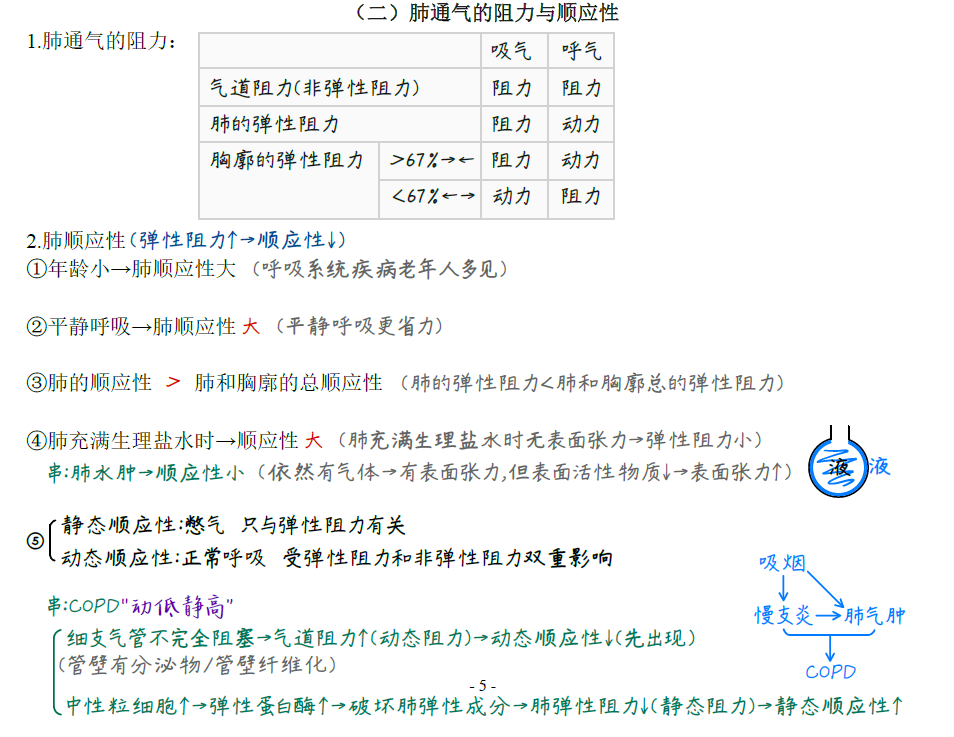 （二）肺通气的阻力与顺应性
1.肺通气的阻力：
吸气 呼气
气道阻力(非弹性阻力) 阻力 阻力
肺的弹性阻力 阻力 动力
胸廓的弹性阻力 >67%→← 阻力 动力
<67%←→ 动力 阻力
2.肺顺应性(弹性阻力↑→顺应性↓)
①年龄小→肺顺应性大（呼吸系统疾病老年人多见）
②平静呼吸→肺顺应性大（平静呼吸更省力）
③肺的顺应性 > 肺和胸廓的总顺应性（肺的弹性阻力<肺和胸廓总的弹性阻力）
④肺充满生理盐水时→顺应性大（肺充满生理盐水时无表面张力→弹性阻力小）
串:肺水肿→顺应性小（依然有气体→有表面张力,但表面活性物质↓→表面张力↑）
液 液
⑤
静态顺应性:憋气 只与弹性阻力有关
动态顺应性:正常呼吸 受弹性阻力和非弹性阻力双重影响
串:COPD"动低静高"
细支气管不完全阻塞→气道阻力↑(动态阻力)→动态顺应性↓(先出现)
(管壁有分泌物/管壁纤维化)
中性粒细胞↑→弹性蛋白酶↑→破坏肺弹性成分→肺弹性阻力↓(静态阻力)→静态顺应性↑
吸烟
慢支炎→肺气肿
COPD
- 5 -